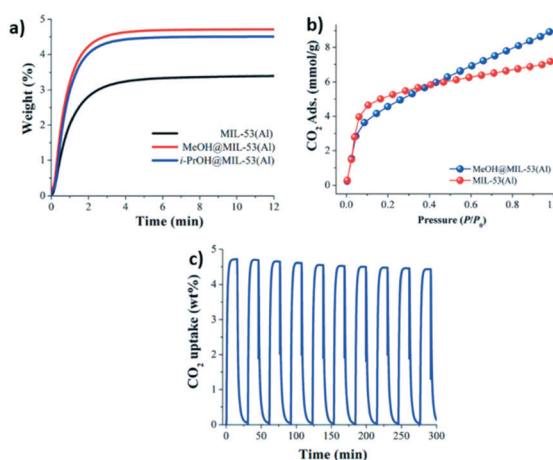 a)
5
4
3
2
1
0
Weight (%)
MIL-53(Al)
MeOH@MIL-53(Al)
i-PrOH@MIL-53(Al)
0 2 4 6 8 10 12
Time (min)
b)
8
6
4
2
0
CO2 Ads. (mmol/g)
MeOH@MIL-53(Al)
MIL-53(Al)
0.0 0.2 0.4 0.6 0.8 1
Pressure (P/P0)
c)
5
4
3
2
1
0
CO2 uptake (wt%)
0 50 100 150 200 250 300
Time (min)